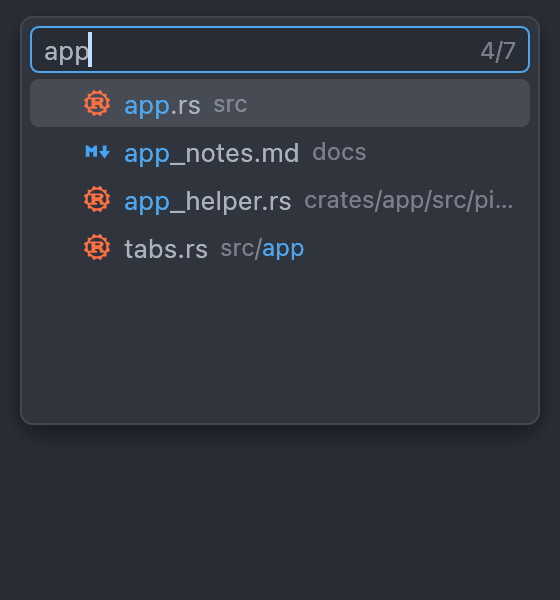 app 4/7
app.rs src
app_notes.md docs
app_helper.rs crates/app/src/pi...
tabs.rs src/app